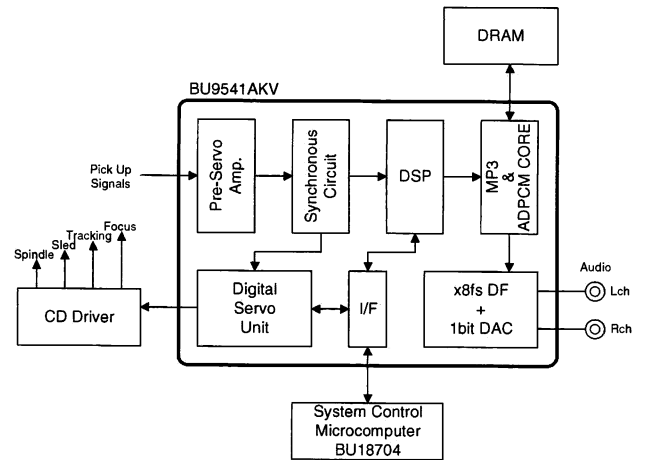 DRAM
BU9541AKV
Pick Up
Signals
Pre-Servo
Amp.
Synchronous
Circuit
DSP
MP3
&
ADPCM CORE
Spindle
Sled
Tracking
Focus
CD Driver
Digital
Servo
Unit
I/F
x8fs DF
+
1bit DAC
Audio
Lch
Rch
System Control
Microcomputer
BU18704